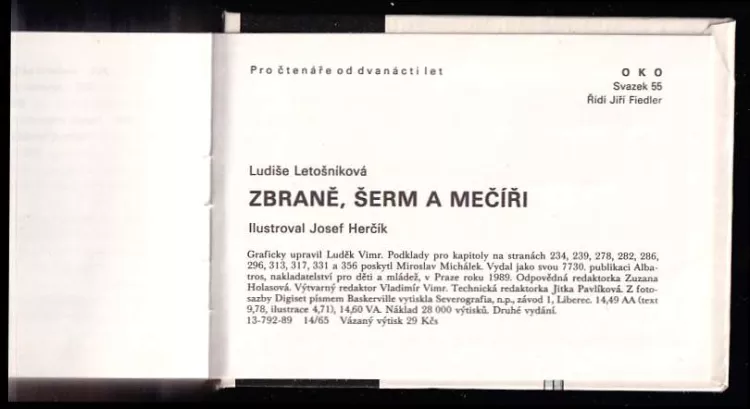 Pro čtenáře od dvanácti let
OKO
Svazek 55
Řídí Jiří Fiedler
Ludiše Letošníková
ZBRANĚ, ŠERM A MEČÍŘI
Ilustroval Josef Herčík
Graficky upravil Luděk Vimr. Podklady pro kapitoly na stranách 234, 239, 278, 282, 286,
296, 313, 317, 331 a 356 poskytl Miroslav Michálek. Vydal jako svou 7730. publikaci Alba-
tros, nakladatelství pro děti a mládež, v Praze roku 1989. Odpovědná redaktorka Zuzana
Holasová. Výtvarný redaktor Vladimír Vimr. Technická redaktorka Jitka Pavlíková. Z foto-
sazby Digiset písmem Baskerville vytiskla Severografia, n.p., závod 1, Liberec. 14,49 AA (text
9,78, ilustrace 4,71), 14,60 VA. Náklad 28 000 výtisků. Druhé vydání.
13-792-89 14/65 Vázaný výtisk 29 Kčs